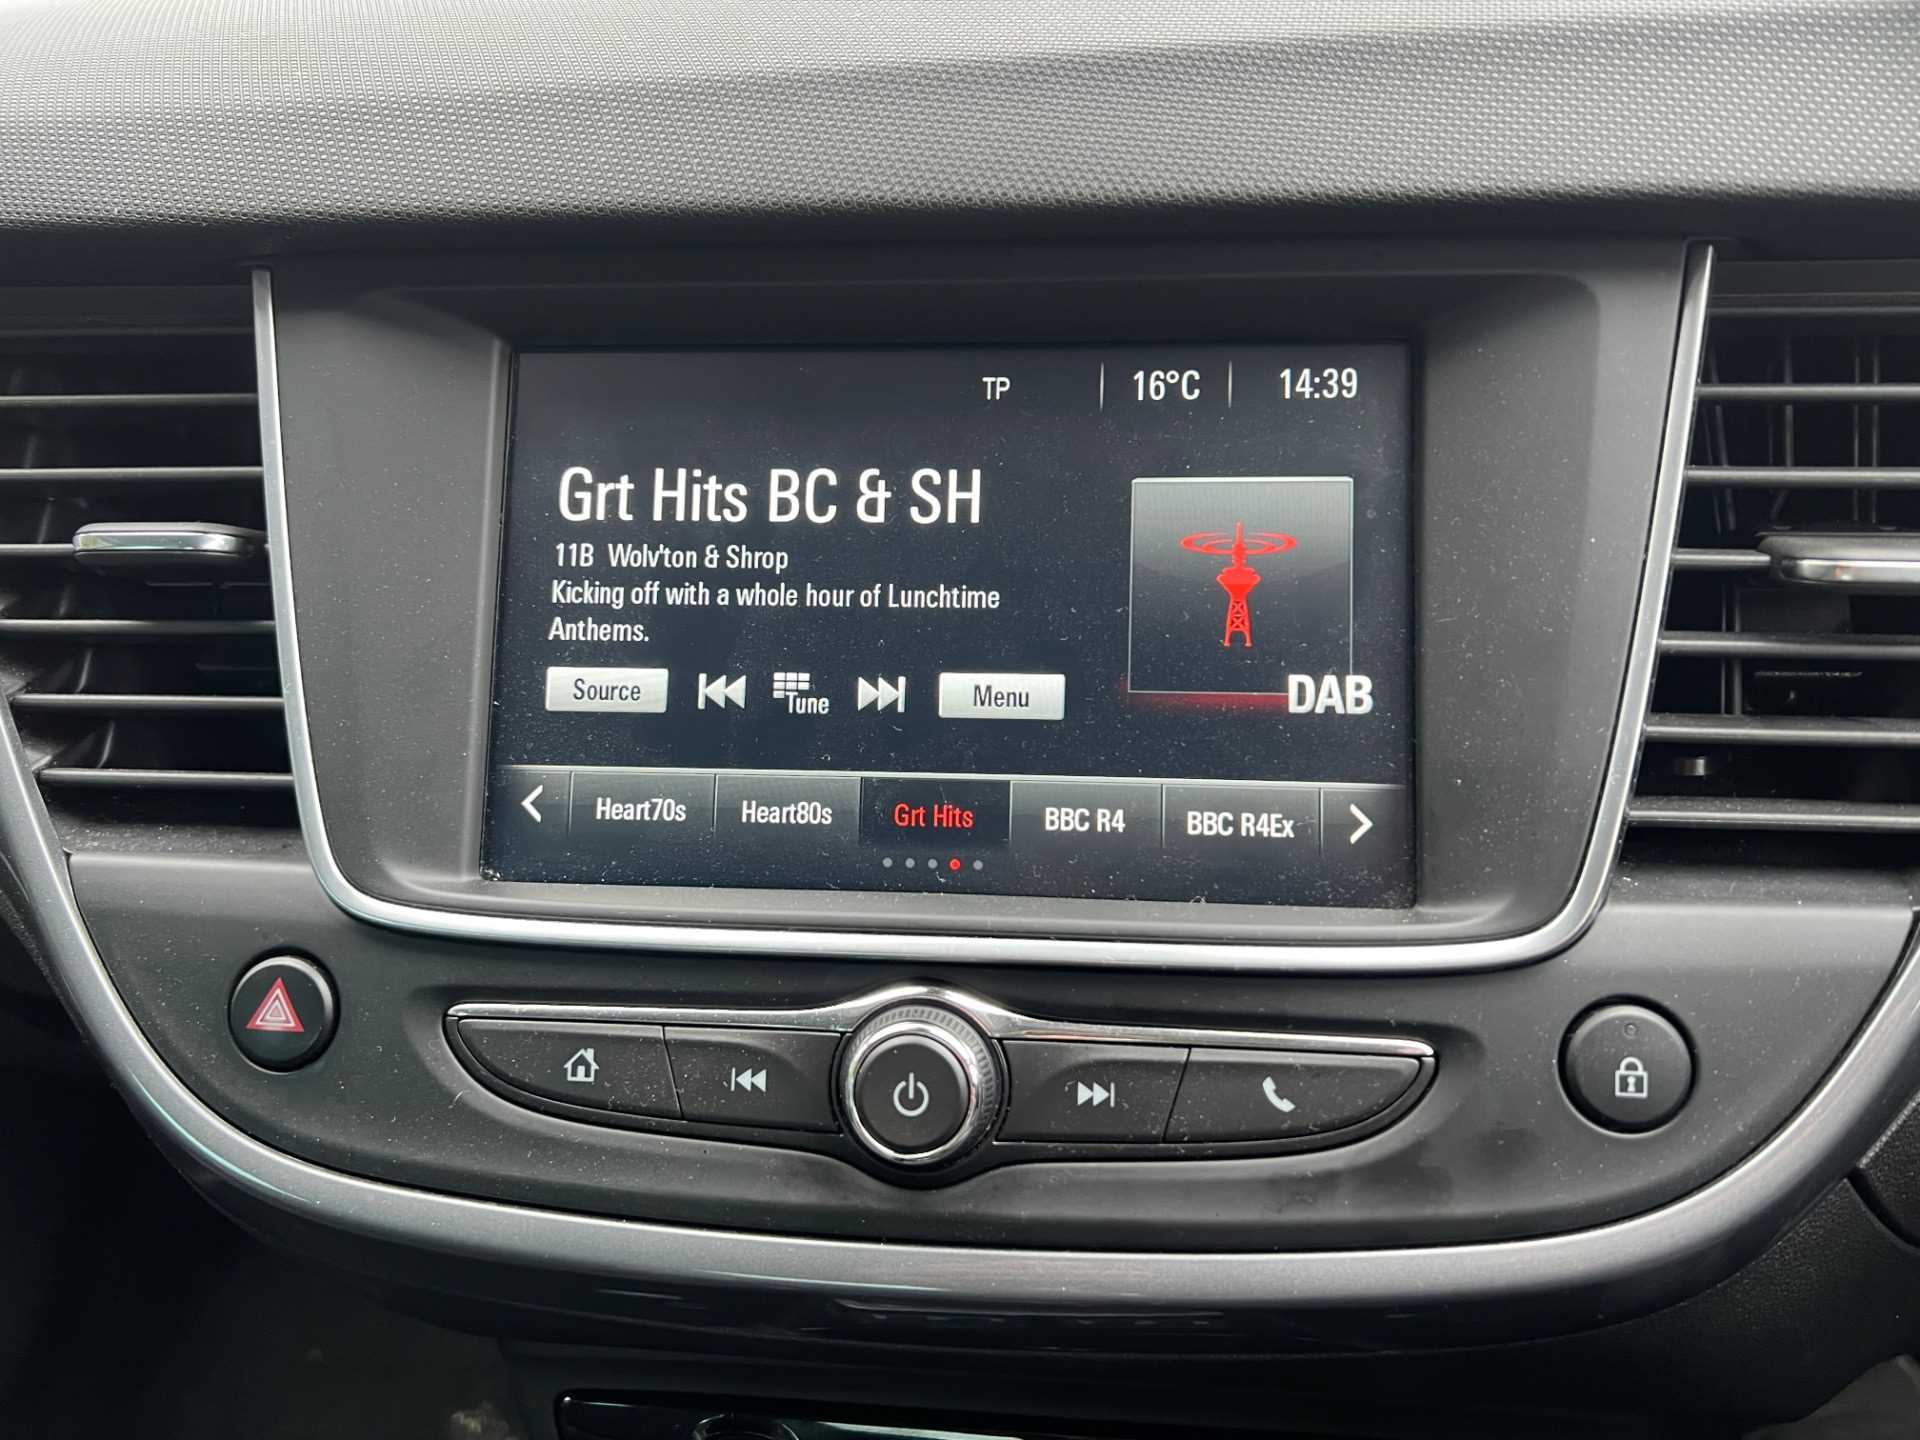 TP 16°C 14:39
Grt Hits BC & SH
11B Wolv'ton & Shrop
Kicking off with a whole hour of Lunchtime
Anthems.
Source Tune Menu
DAB
Heart70s Heart80s Grt Hits BBC R4 BBC R4Ex